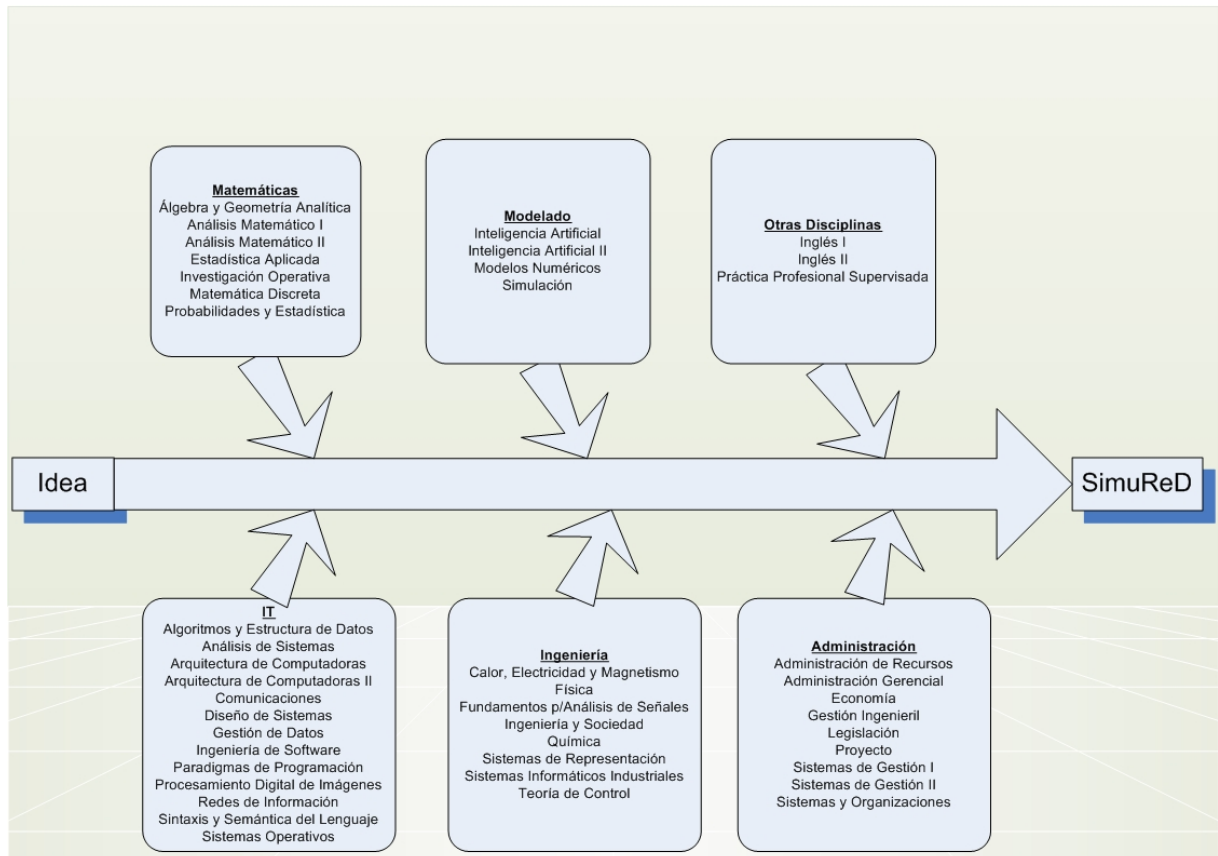 Matemáticas
Álgebra y Geometría Analítica
Análisis Matemático I
Análisis Matemático II
Estadística Aplicada
Investigación Operativa
Matemática Discreta
Probabilidades y Estadística
Modelado
Inteligencia Artificial
Inteligencia Artificial II
Modelos Numéricos
Simulación
Otras Disciplinas
Inglés I
Inglés II
Práctica Profesional Supervisada
Idea
SimuReD
IT
Algoritmos y Estructura de Datos
Análisis de Sistemas
Arquitectura de Computadoras
Arquitectura de Computadoras II
Comunicaciones
Diseño de Sistemas
Gestión de Datos
Ingeniería de Software
Paradigmas de Programación
Procesamiento Digital de Imágenes
Redes de Información
Sintaxis y Semántica del Lenguaje
Sistemas Operativos
Ingeniería
Calor, Electricidad y Magnetismo
Física
Fundamentos p/Análisis de Señales
Ingeniería y Sociedad
Química
Sistemas de Representación
Sistemas Informáticos Industriales
Teoría de Control
Administración
Administración de Recursos
Administración Gerencial
Economía
Gestión Ingenieril
Legislación
Proyecto
Sistemas de Gestión I
Sistemas de Gestión II
Sistemas y Organizaciones